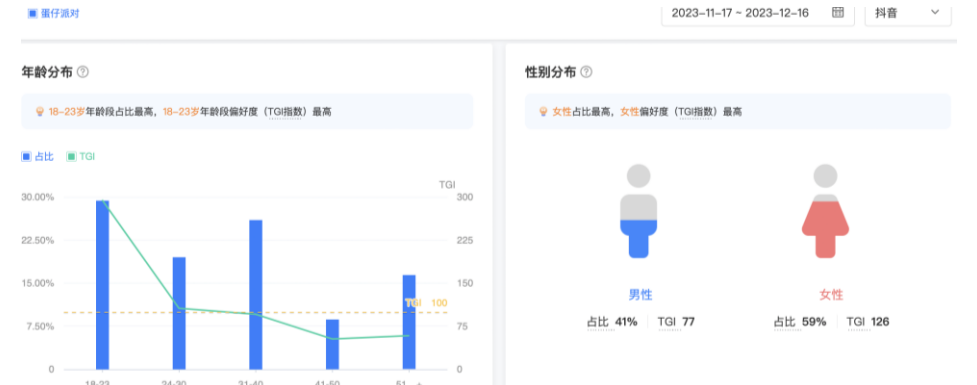 蛋仔派对
2023-11-17 ~ 2023-12-16
抖音
年龄分布
18-23岁年龄段占比最高，18-23岁年龄段偏好度（TGI指数）最高
占比 TGI
TGI
30.00%
22.50%
15.00%
7.50%
0
300
225
150
75
0
TGI 100
18-23 24-30 31-40 41-50 51
性别分布
女性占比最高，女性偏好度（TGI指数）最高
男性
占比 41% TGI 77
女性
占比 59% TGI 126